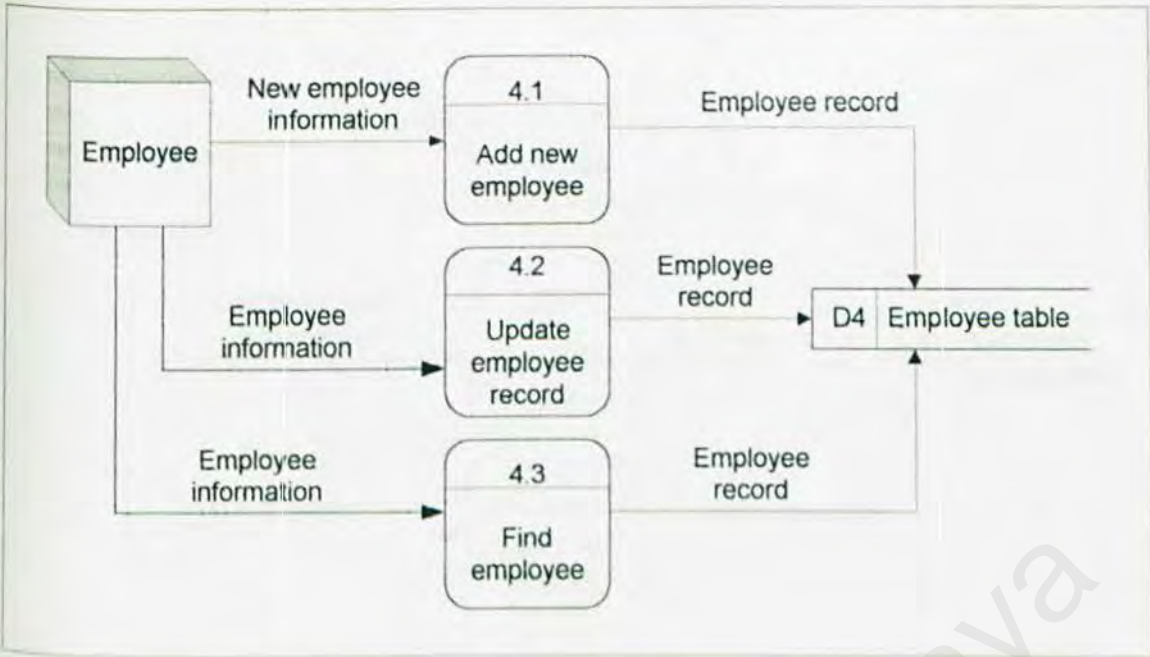 Employee
New employee
information
4.1
Add new
employee
Employee record
Employee
information
4.2
Update
employee
record
Employee
record
D4 Employee table
Employee
information
4.3
Find
employee
Employee
record